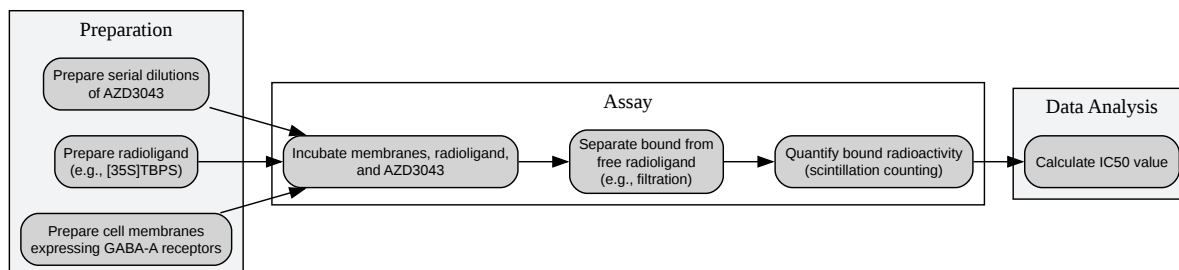 Preparation
Prepare serial dilutions
of AZD3043
Prepare radioligand
(e.g., [35S]TBPS)
Prepare cell membranes
expressing GABA-A receptors
Assay
Incubate membranes, radioligand,
and AZD3043
Separate bound from
free radioligand
(e.g., filtration)
Quantify bound radioactivity
(scintillation counting)
Data Analysis
Calculate IC50 value